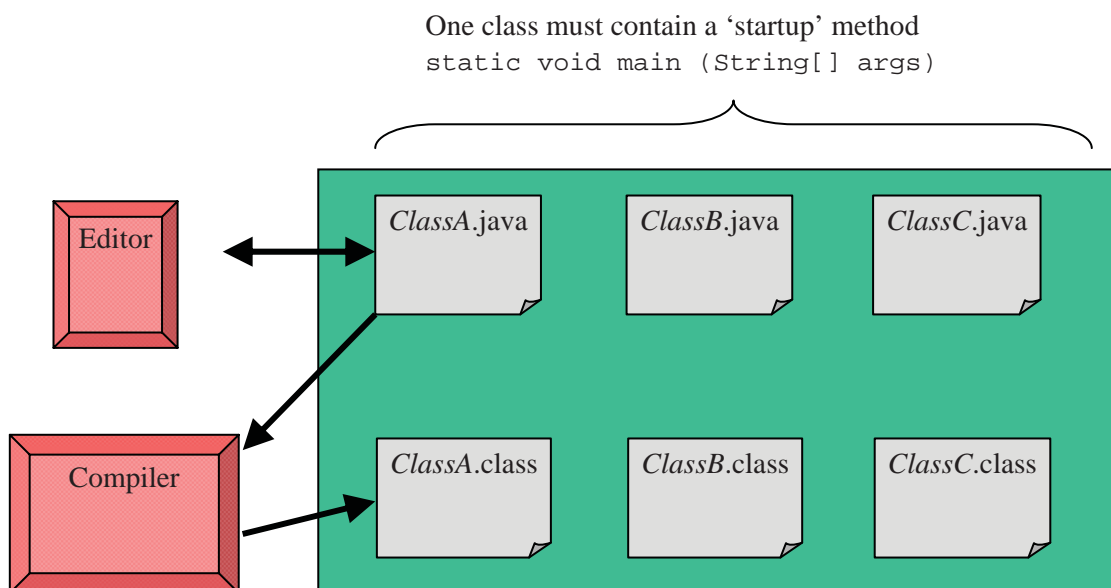 One class must contain a ‘startup’ method
static void main (String[] args)
Editor
ClassA.java
ClassB.java
ClassC.java
Compiler
ClassA.class
ClassB.class
ClassC.class